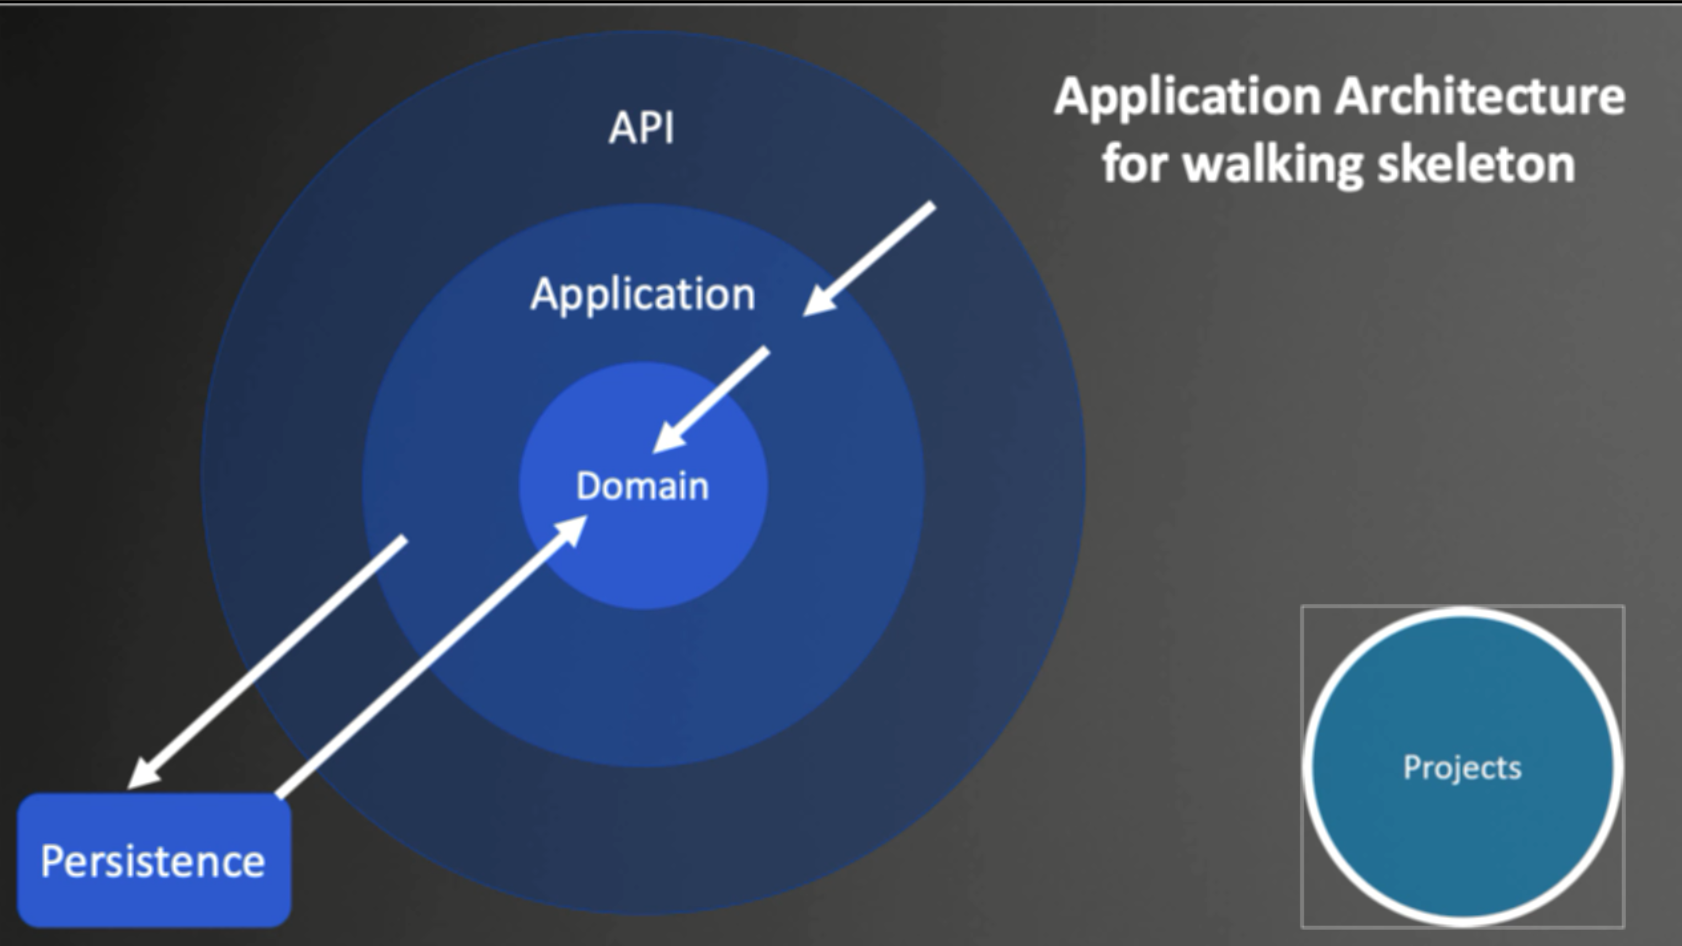 Application Architecture
for walking skeleton
API
Application
Domain
Persistence
Projects